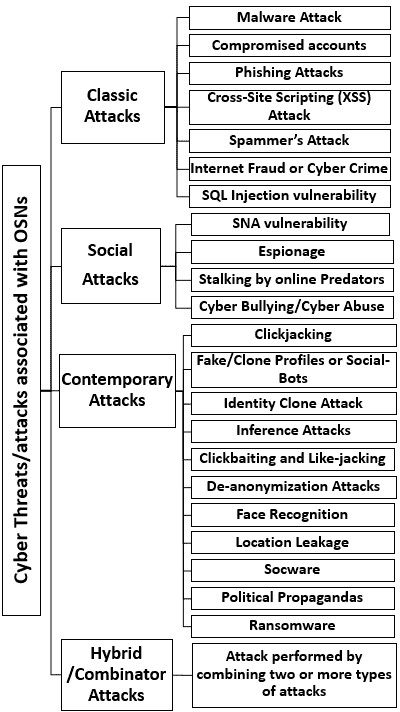 Cyber Threats/attacks associated with OSNs
Classic
Attacks
Malware Attack
Compromised accounts
Phishing Attacks
Cross-Site Scripting (XSS)
Attack
Spammer's Attack
Internet Fraud or Cyber Crime
SQL Injection vulnerability
Social
Attacks
SNA vulnerability
Espionage
Stalking by online Predators
Cyber Bullying/Cyber Abuse
Contemporary
Attacks
Clickjacking
Fake/Clone Profiles or Social-
Bots
Identity Clone Attack
Inference Attacks
Clickbaiting and Like-jacking
De-anonymization Attacks
Face Recognition
Location Leakage
Socware
Political Propagandas
Ransomware
Hybrid
/Combinator
Attacks
Attack performed by
combining two or more types
of attacks